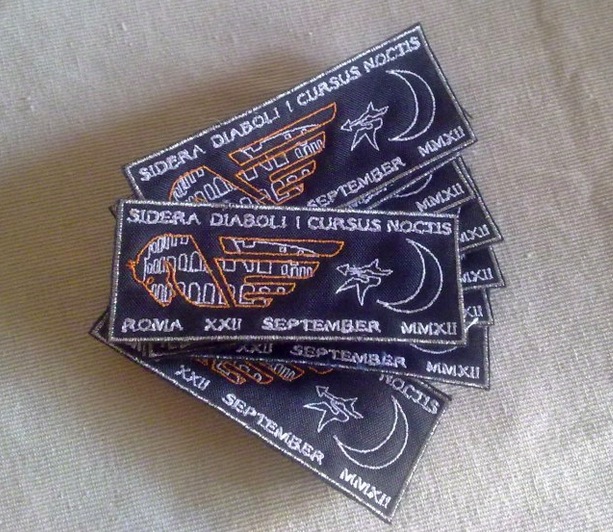 SIDERA DIABOLI I CURSUS NOCTIS
SEPTEMBER MMXII
SIDERA DIABOLI I CURSUS NOCTIS
ROMA XXII SEPTEMBER MMXII
XXII SEPTEMBER MMXII
NOCTIS
XXII SEPTEMBER MMXII